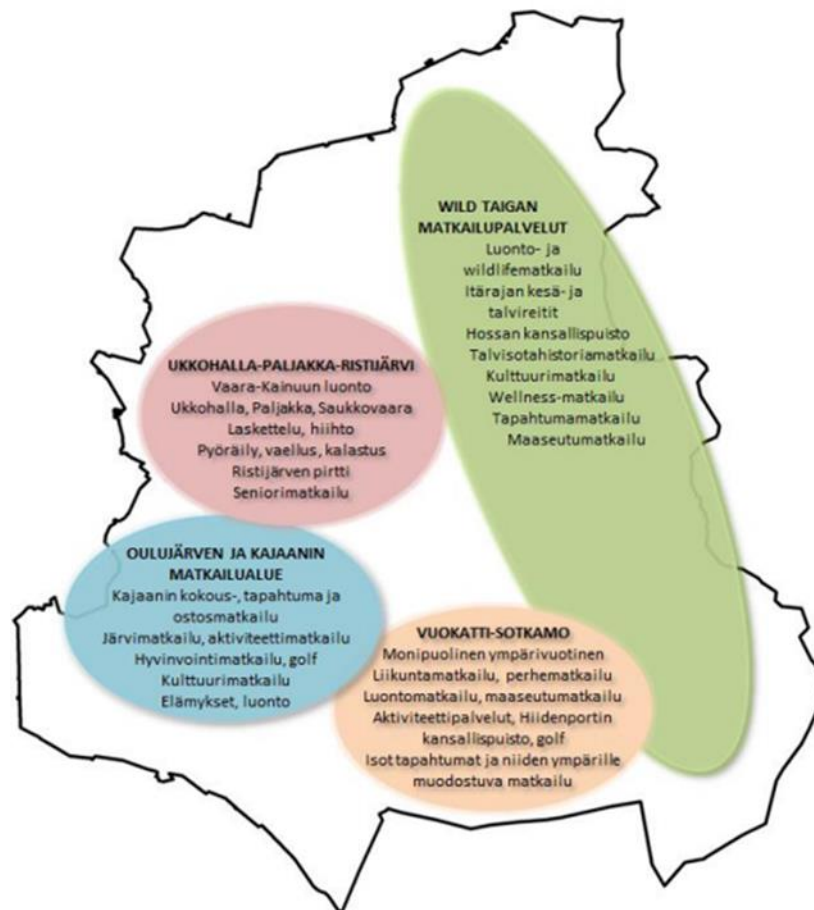 WILD TAIGAN
MATKAILUPALVELUT
Luonto- ja
wildlifematkailu
Itärajan kesä- ja
talvireitit
Hossan kansallispuisto
Talvisotahistoriamatkailu
Kulttuurimatkailu
Wellness-matkailu
Tapahtumamatkailu
Maaseutumatkailu
UKKOHALLA-PALJAKKA-RISTIJÄRVI
Vaara-Kainuun luonto
Ukkohalla, Paljakka, Saukkovaara
Laskettelu, hiihto
Pyöräily, vaellus, kalastus
Ristijärven pirtti
Seniorimatkailu
OULUJÄRVEN JA KAJAANIN
MATKAILUALUE
Kajaanin kokous-, tapahtuma ja
ostosmatkailu
Järvimatkailu, aktiviteettimatkailu
Hyvinvointimatkailu, golf
Kulttuurimatkailu
Elämykset, luonto
VUOKATTI-SOTKAMO
Monipuolinen ympärivuotinen
Liikuntamatkailu, perhematkailu
Luontomatkailu, maaseutumatkailu
Aktiviteettipalvelut, Hiidenportin
kansallispuisto, golf
Isot tapahtumat ja niiden ympärille
muodostuva matkailu